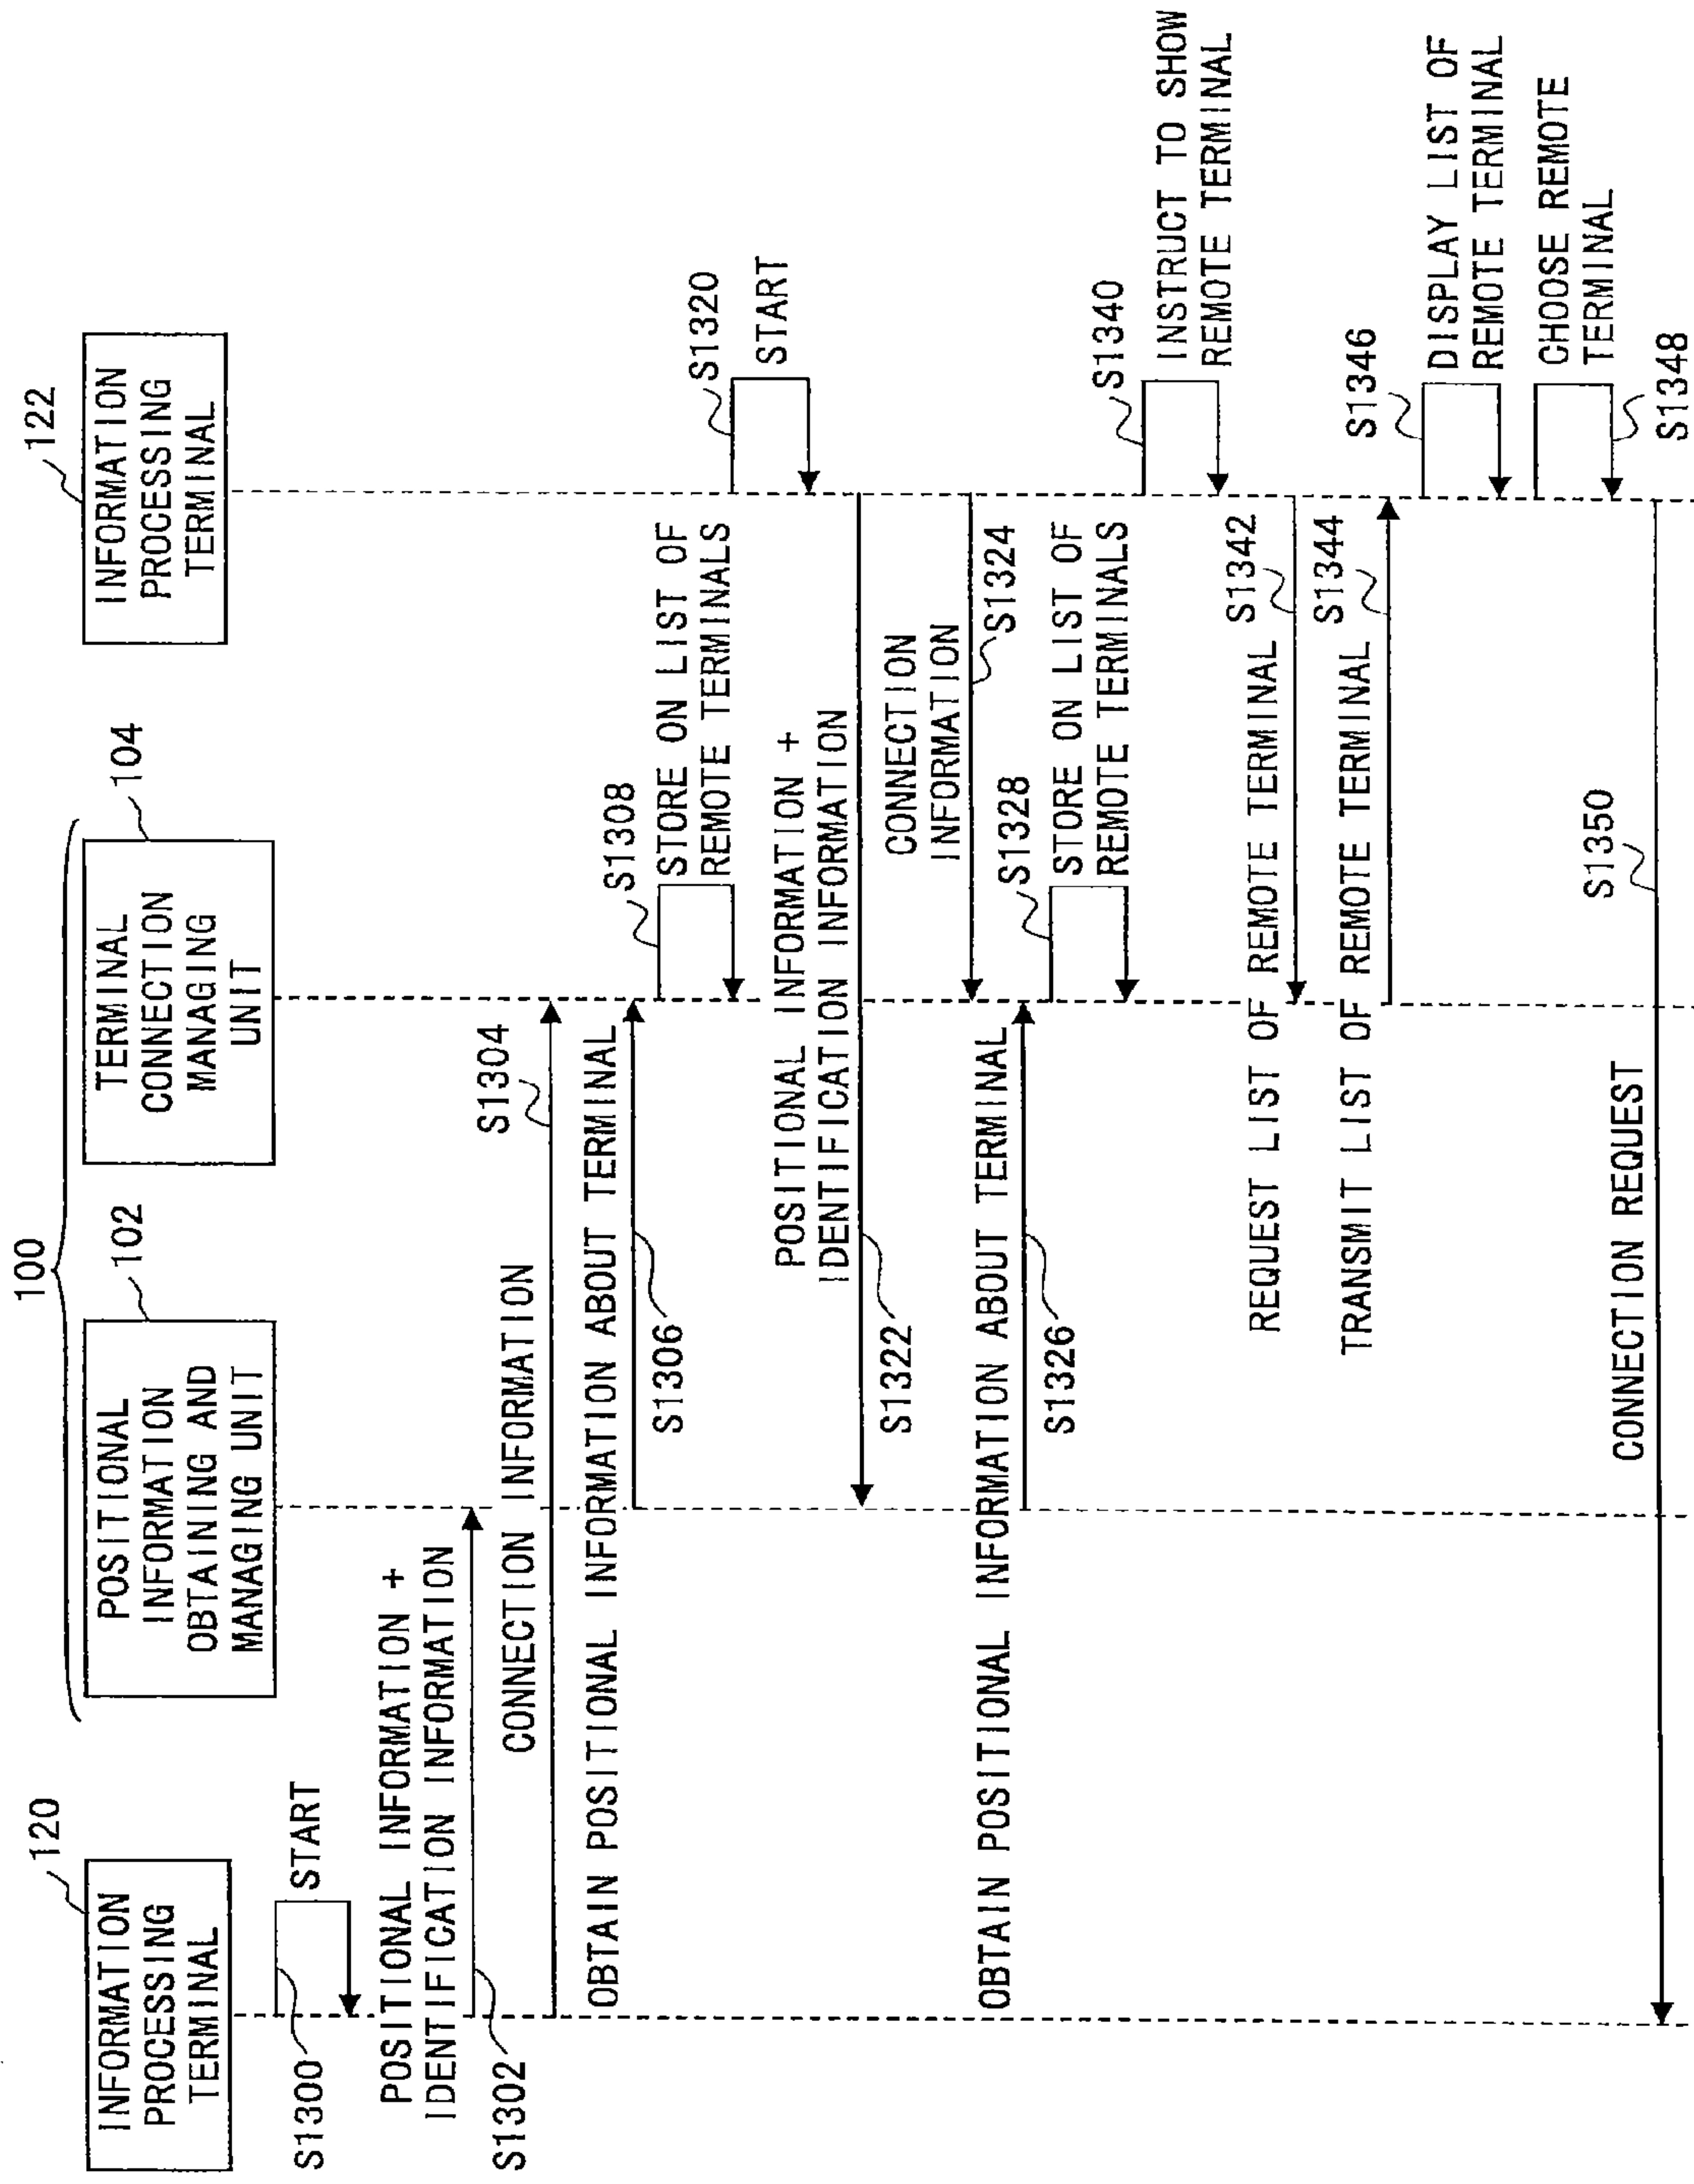 100
120
INFORMATION
PROCESSING
TERMINAL
102
POSITIONAL
INFORMATION
OBTAINING AND
MANAGING UNIT
104
TERMINAL
CONNECTION
MANAGING
UNIT
122
INFORMATION
PROCESSING
TERMINAL
S1300
START
POSITIONAL INFORMATION +
IDENTIFICATION INFORMATION
S1302
CONNECTION INFORMATION
S1304
OBTAIN POSITIONAL INFORMATION ABOUT TERMINAL
S1306
S1308
STORE ON LIST OF
REMOTE TERMINALS
S1320
START
POSITIONAL INFORMATION +
IDENTIFICATION INFORMATION
S1322
CONNECTION
INFORMATION
S1324
OBTAIN POSITIONAL INFORMATION ABOUT TERMINAL
S1326
S1328
STORE ON LIST OF
REMOTE TERMINALS
S1340
INSTRUCT TO SHOW
REMOTE TERMINAL
REQUEST LIST OF REMOTE TERMINAL
S1342
TRANSMIT LIST OF REMOTE TERMINAL
S1344
S1346
DISPLAY LIST OF
REMOTE TERMINAL
CHOOSE REMOTE
TERMINAL
S1348
CONNECTION REQUEST
S1350